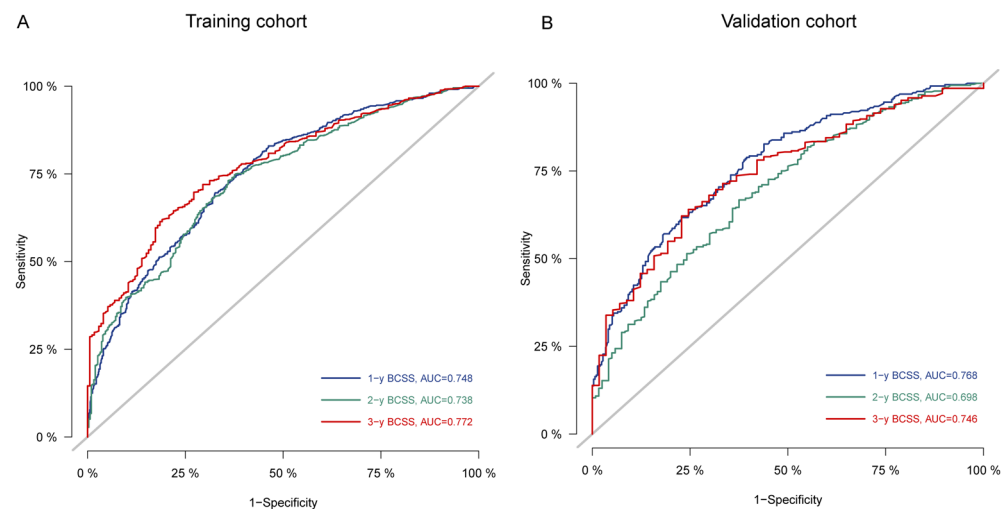 A
Training cohort
100 %
75 %
50 %
25 %
0 %
Sensitivity
1−y BCSS, AUC=0.748
2−y BCSS, AUC=0.738
3−y BCSS, AUC=0.772
0 %
25 %
50 %
75 %
100 %
1−Specificity
B
Validation cohort
100 %
75 %
50 %
25 %
0 %
Sensitivity
1−y BCSS, AUC=0.768
2−y BCSS, AUC=0.698
3−y BCSS, AUC=0.746
0 %
25 %
50 %
75 %
100 %
1−Specificity